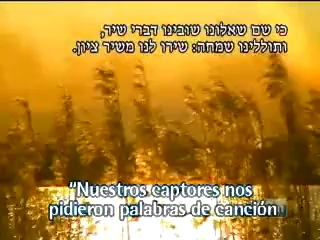 כי שם שאלונו שובינו דברי שיר,
ותוללינו שמחה: שירו לנו משיר ציון.
“Nuestros captores nos
pidieron palabras de canción